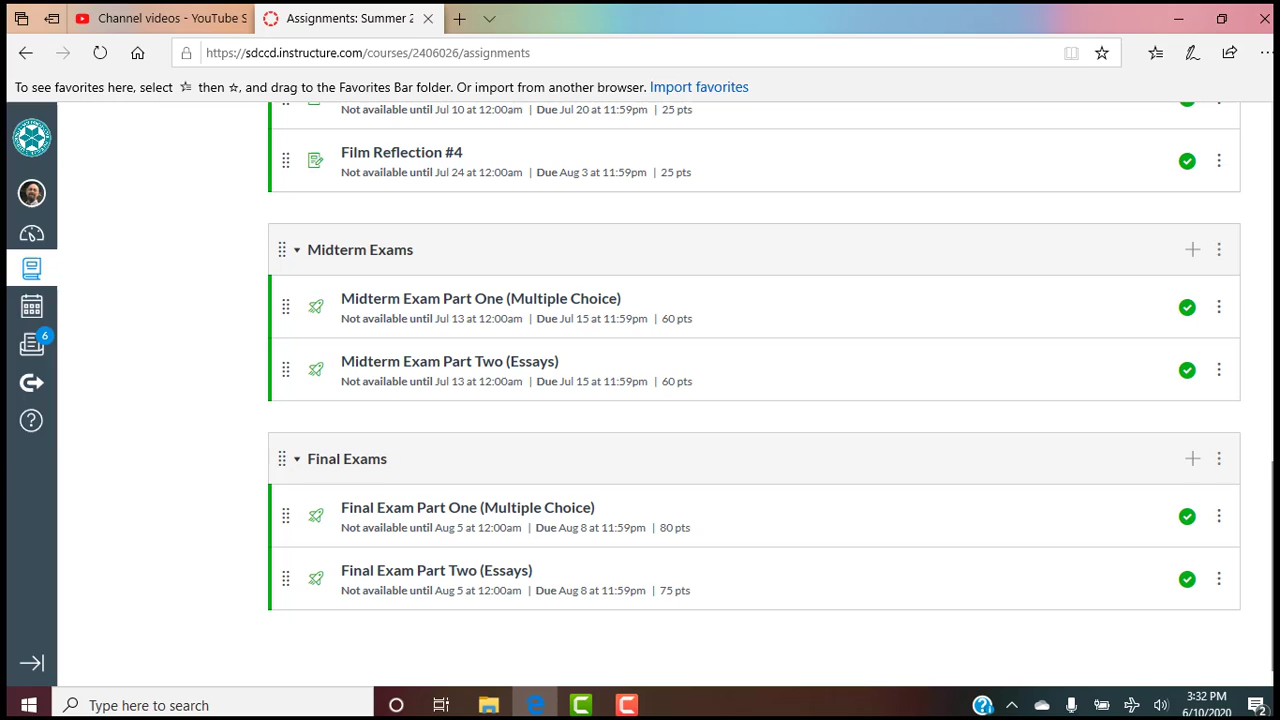 Channel videos - YouTube S
Assignments: Summer 2
https://sdccd.instructure.com/courses/2406026/assignments
To see favorites here, select then, and drag to the Favorites Bar folder. Or import from another browser. Import favorites
Not available until Jul 10 at 12:00am | Due Jul 20 at 11:59pm | 25 pts
Film Reflection #4
Not available until Jul 24 at 12:00am | Due Aug 3 at 11:59pm | 25 pts
Midterm Exams
Midterm Exam Part One (Multiple Choice)
Not available until Jul 13 at 12:00am | Due Jul 15 at 11:59pm | 60 pts
6
Midterm Exam Part Two (Essays)
Not available until Jul 13 at 12:00am | Due Jul 15 at 11:59pm | 60 pts
Final Exams
Final Exam Part One (Multiple Choice)
Not available until Aug 5 at 12:00am | Due Aug 8 at 11:59pm | 80 pts
Final Exam Part Two (Essays)
Not available until Aug 5 at 12:00am | Due Aug 8 at 11:59pm | 75 pts
Type here to search
3:32 PM
6/10/2020
2